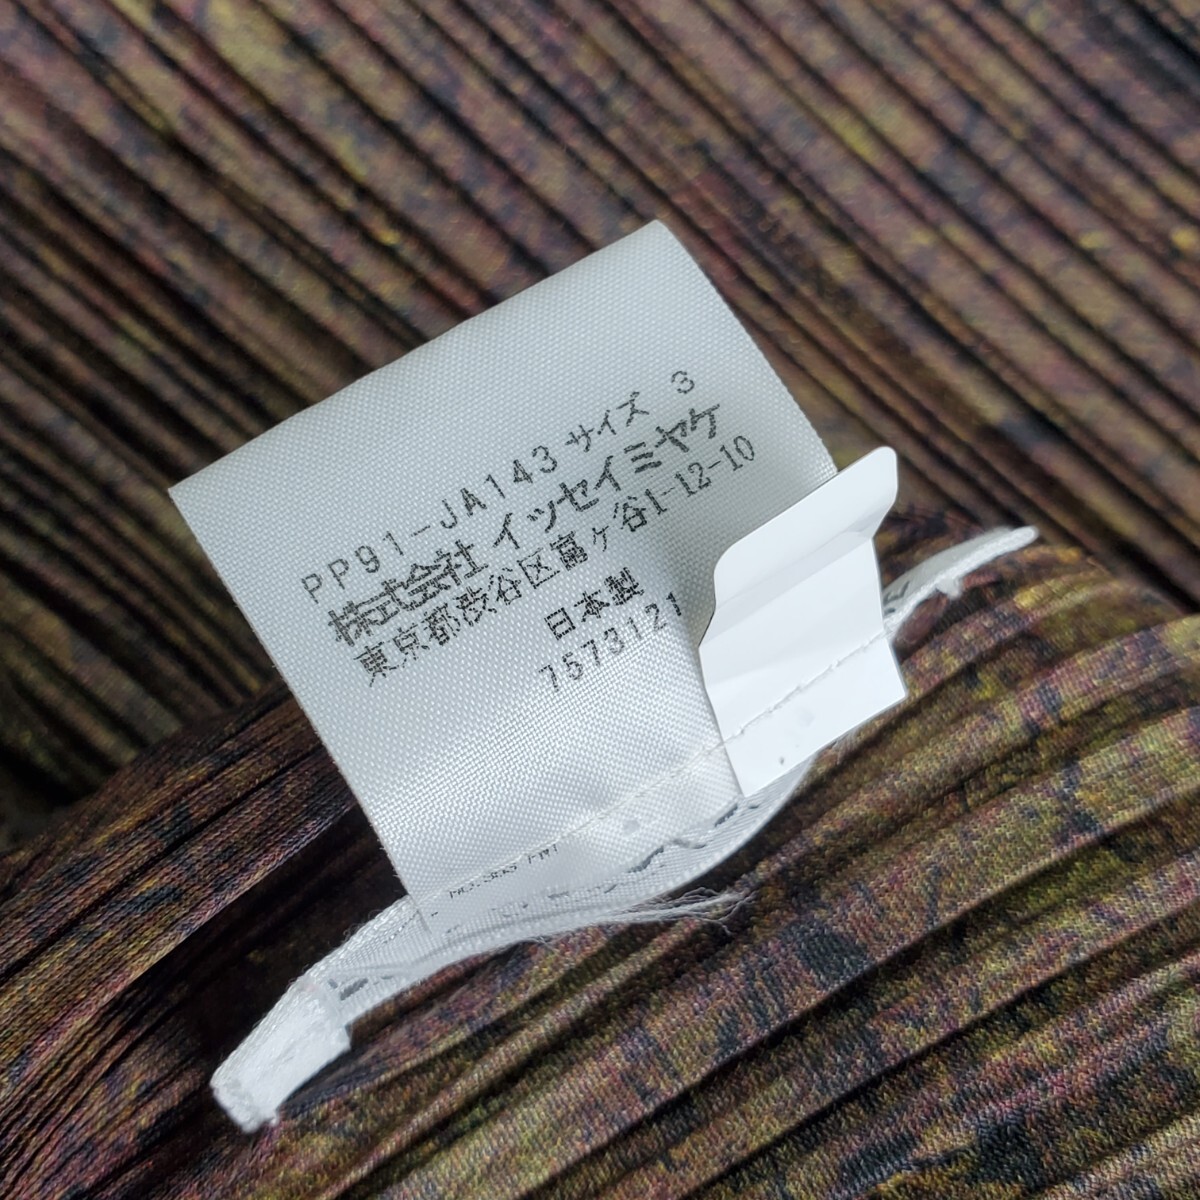 PP91-JA143 サイズ 3
株式会社 イッセイミヤケ
東京都渋谷区富ヶ谷1-12-10
日本製
7573121